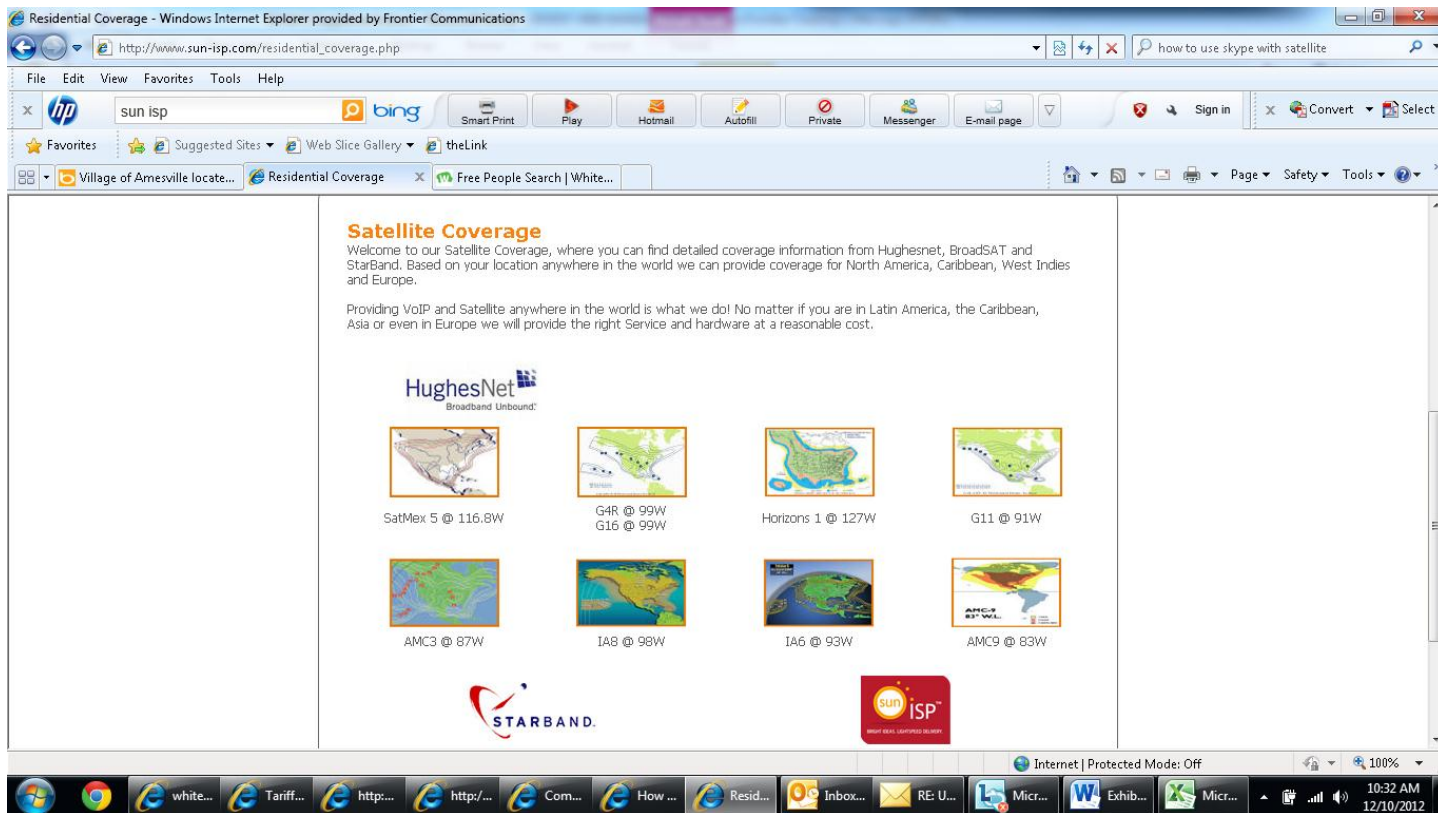 Residential Coverage - Windows Internet Explorer provided by Frontier Communications
http://www.sun-isp.com/residential_coverage.php
how to use skype with satellite
File Edit View Favorites Tools Help
x hp sun isp bing Smart Print Play Hotmail Autofill Private Messenger E-mail page Sign in x Convert Select
Favorites Suggested Sites Web Slice Gallery theLink
Village of Amesville locate... Residential Coverage X Free People Search | White... Page Safety Tools
Satellite Coverage
Welcome to our Satellite Coverage, where you can find detailed coverage information from Hughesnet, BroadSAT and
StarBand. Based on your location anywhere in the world we can provide coverage for North America, Caribbean, West Indies
and Europe.
Providing VoIP and Satellite anywhere in the world is what we do! No matter if you are in Latin America, the Caribbean,
Asia or even in Europe we will provide the right Service and hardware at a reasonable cost.
HughesNet
Broadband Unbound.
SatMex 5 @ 116.8W
G4R @ 99W
G16 @ 99W
Horizons 1 @ 127W
G11 @ 91W
AMC-9
83° W.L.
AMC3 @ 87W
IA8 @ 98W
IA6 @ 93W
AMC9 @ 83W
STARBAND.
sun ISP™
BRIGHT IDEAS. LIGHTSPEED DELIVERY.
Internet | Protected Mode: Off 100%
white... Tariff... http:... http:/... Com... How ... Resid... Inbox... RE: U... Micr... Exhib... Micr... 10:32 AM
12/10/2012